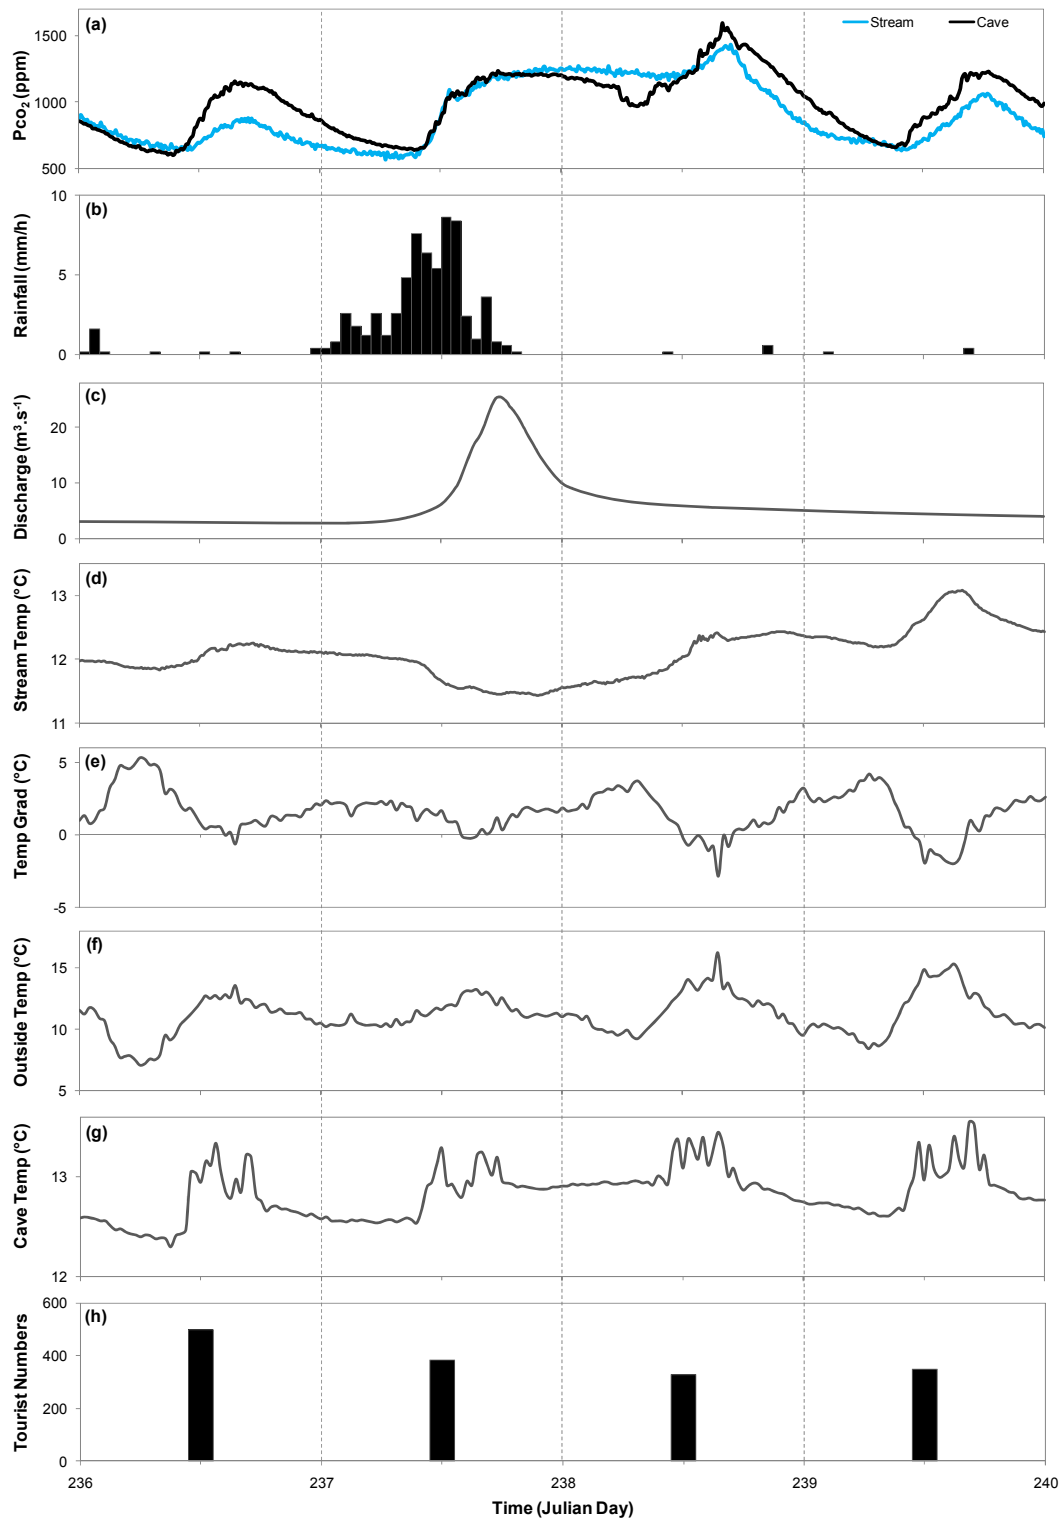 (a)
Stream
Cave
Pco₂ (ppm)
1500
1000
500
(b)
Rainfall (mm/h)
10
5
0
(c)
Discharge (m³.s⁻¹)
20
10
0
(d)
Stream Temp (°C)
13
12
11
(e)
Temp Grad (°C)
5
0
-5
(f)
Outside Temp (°C)
15
10
5
(g)
Cave Temp (°C)
13
12
(h)
Tourist Numbers
600
400
200
0
236
237
238
239
240
Time (Julian Day)